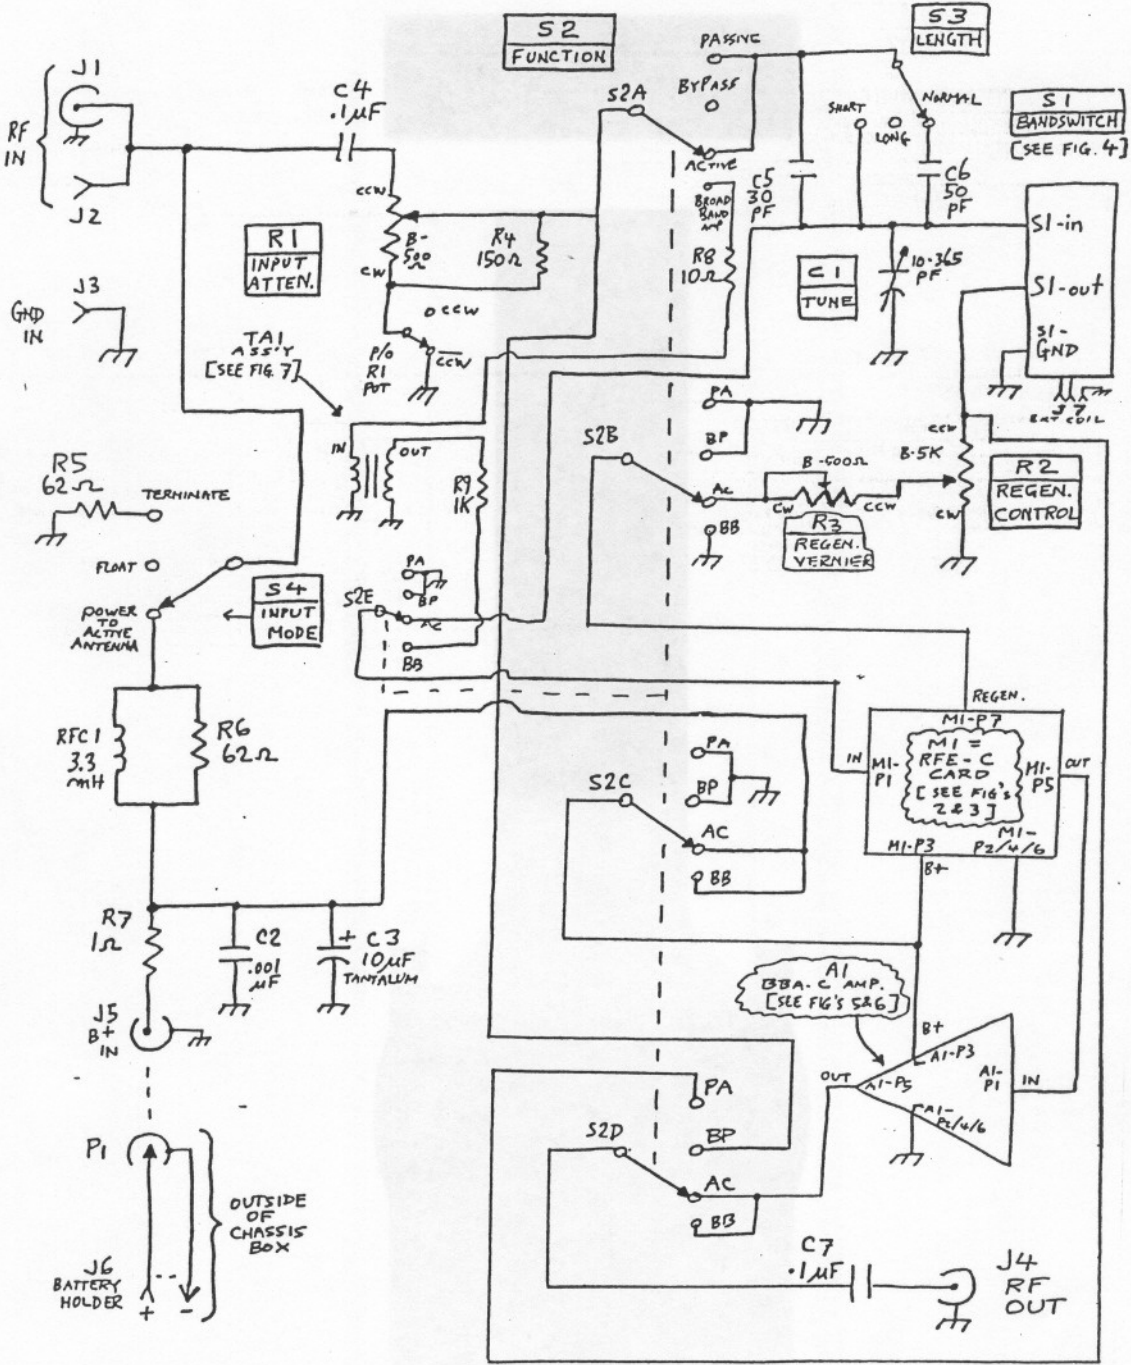 S2
FUNCTION
S3
LENGTH
PASSIVE
BYPASS
S2A
ACTIVE
BROAD
BAND
AMP
J1
RF
IN
J2
J3
GND
IN
C4
.1µF
CCW
B-
500
Ω
CW
R1
INPUT
ATTEN.
R4
150Ω
CCW
CCW
P/O
R1
POT
TA1
ASS'Y
[SEE FIG. 7]
IN
OUT
R9
1K
C5
30
PF
R8
10Ω
SHORT
LONG
NORMAL
C6
50
PF
S1
BANDSWITCH
[SEE FIG. 4]
C1
TUNE
10-365
PF
S1-in
S1-out
S1-
GND
3 7
EXT COIL
S2B
PA
BP
AC
BB
B-500Ω
CW
CCW
R3
REGEN.
VERNIER
CCW
B-5K
CW
R2
REGEN.
CONTROL
R5
62Ω
TERMINATE
FLOAT
POWER
TO
ACTIVE
ANTENNA
S4
INPUT
MODE
S2E
PA
BP
AC
BB
RFC1
3.3
mH
R6
62Ω
REGEN.
M1-P7
M1 =
RFE-C
CARD
[SEE FIG'S
2 & 3]
IN
M1-
P1
M1-
P5
OUT
M1-P3
M1-
P2/4/6
B+
S2C
PA
BP
AC
BB
R7
1Ω
C2
.001
µF
+ C3
10µF
TANTALUM
J5
B+
IN
A1
BBA-C AMP.
[SEE FIG'S 5&6]
B+
A1-P3
OUT
A1-P5
A1-
P1
IN
A1-
P2/4/6
S2D
PA
BP
AC
BB
P1
OUTSIDE
OF
CHASSIS
BOX
J6
BATTERY
HOLDER
+ -
C7
.1µF
J4
RF
OUT